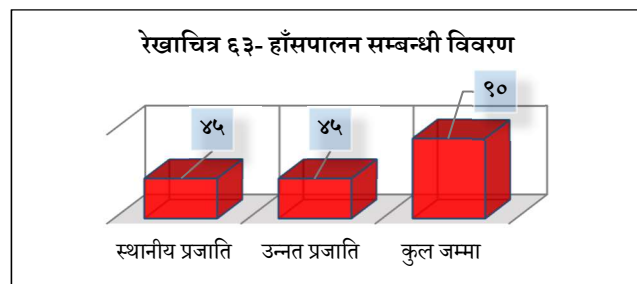 रेखाचित्र ६३- हाँसपालन सम्बन्धी विवरण
९०
४५ ४५
स्थानीय प्रजाति उन्नत प्रजाति कुल जम्मा